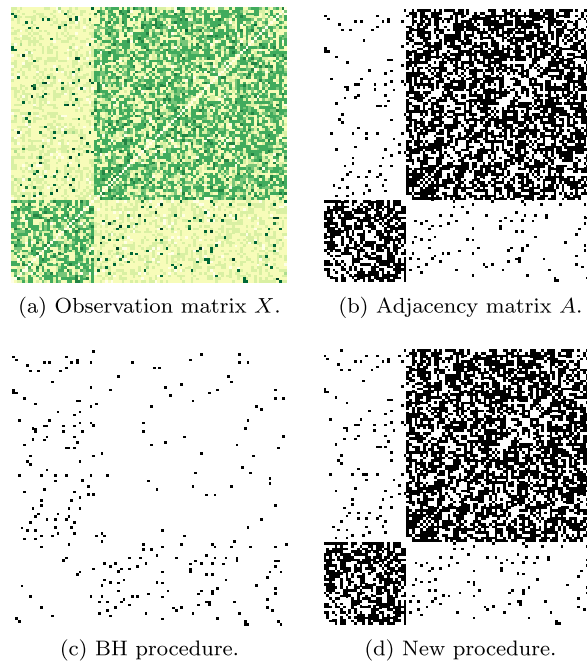 (a) Observation matrix X.
(b) Adjacency matrix A.
(c) BH procedure.
(d) New procedure.